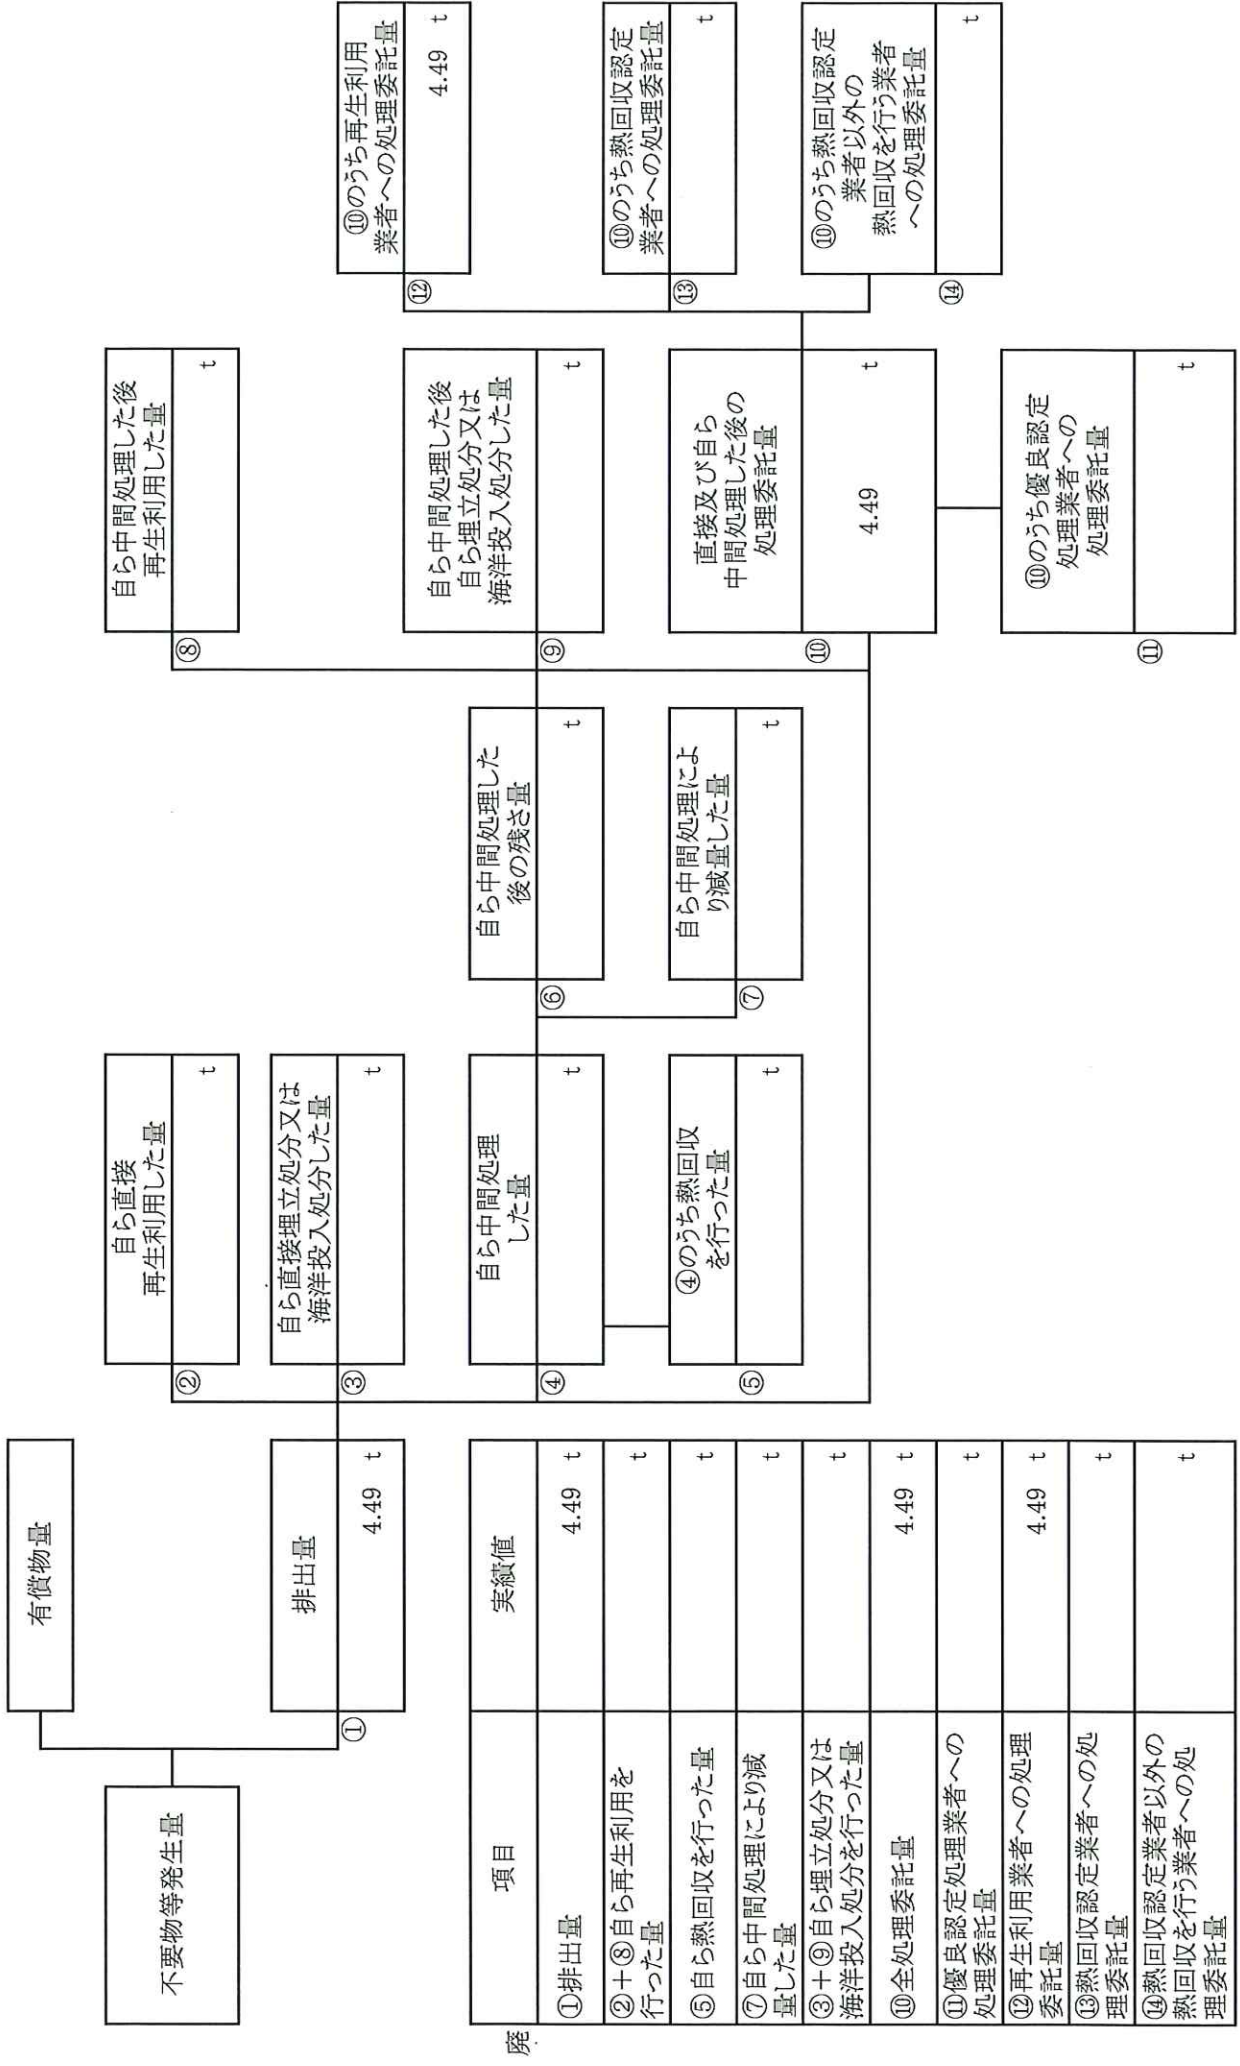 不要物等発生量
有償物量
排出量
①
4.49 t
自ら直接
再生利用した量
②
t
自ら直接埋立処分又は
海洋投入処分した量
③
t
自ら中間処理
した量
④
t
④のうち熱回収
を行った量
⑤
t
自ら中間処理した
後の残さ量
⑥
t
自ら中間処理によ
り減量した量
⑦
t
自ら中間処理した後
再生利用した量
⑧
t
自ら中間処理した後
自ら埋立処分又は
海洋投入処分した量
⑨
t
直接及び自ら
中間処理した後の
処理委託量
⑩
4.49 t
⑩のうち優良認定
処理業者への
処理委託量
⑪
t
⑩のうち再生利用
業者への処理委託量
⑫
4.49 t
⑩のうち熱回収認定
業者への処理委託量
⑬
t
⑩のうち熱回収認定
業者以外の
熱回収を行う業者
への処理委託量
⑭
t
廃
項目 実績値
①排出量 4.49 t
②+⑧自ら再生利用を
行った量 t
⑤自ら熱回収を行った量 t
⑦自ら中間処理により減
量した量 t
③+⑨自ら埋立処分又は
海洋投入処分を行った量 t
⑩全処理委託量 4.49 t
⑪優良認定処理業者への
処理委託量 t
⑫再生利用業者への処理
委託量 4.49 t
⑬熱回収認定業者への処
理委託量 t
⑭熱回収認定業者以外の
熱回収を行う業者への処
理委託量 t